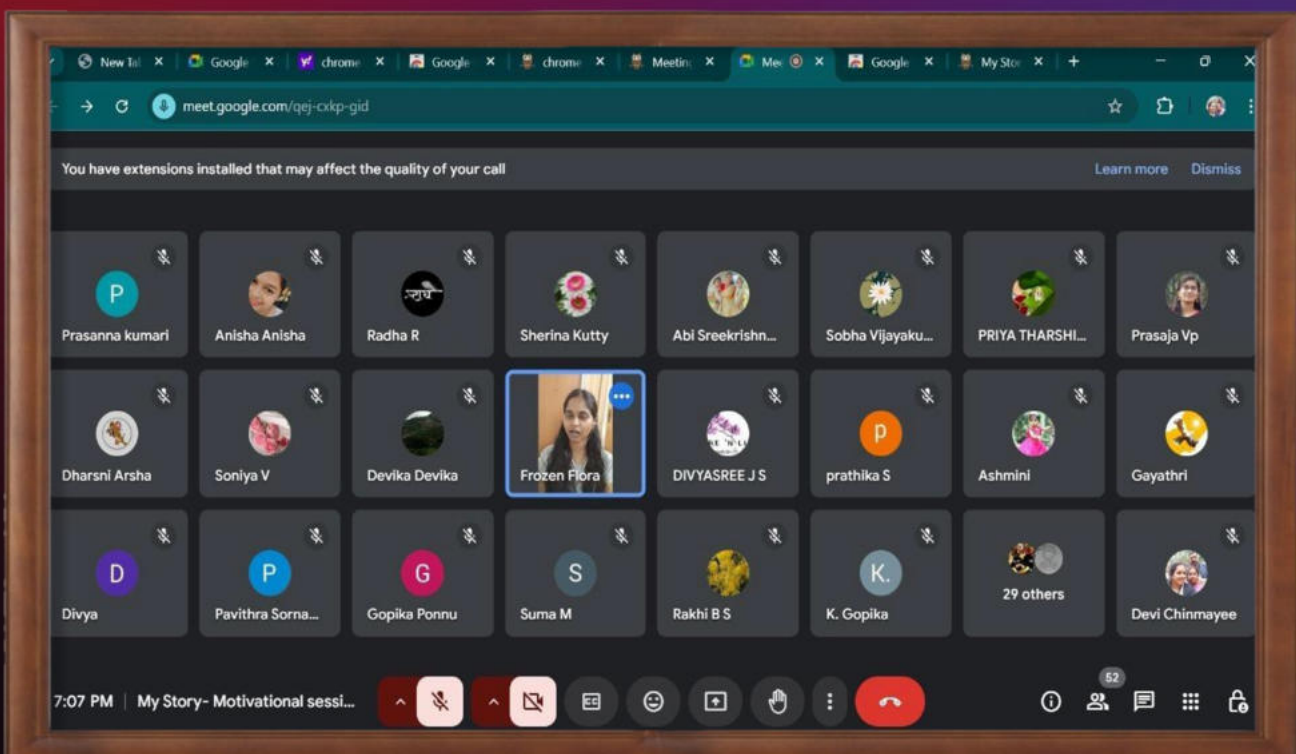 New Tal Google chrome Google chrome Meeting Mee Google My Stor
meet.google.com/qej-cxkp-gid
You have extensions installed that may affect the quality of your call Learn more Dismiss
P राधे
Prasanna kumari Anisha Anisha Radha R Sherina Kutty Abi Sreekrishn... Sobha Vijayaku... PRIYA THARSHI... Prasaja Vp
p
Dharsni Arsha Soniya V Devika Devika Frozen Flora DIVYASREE J S prathika S Ashmini Gayathri
D P G S K.
29 others
Divya Pavithra Sorna... Gopika Ponnu Suma M Rakhi B S K. Gopika Devi Chinmayee
52
7:07 PM | My Story- Motivational sessi... CC